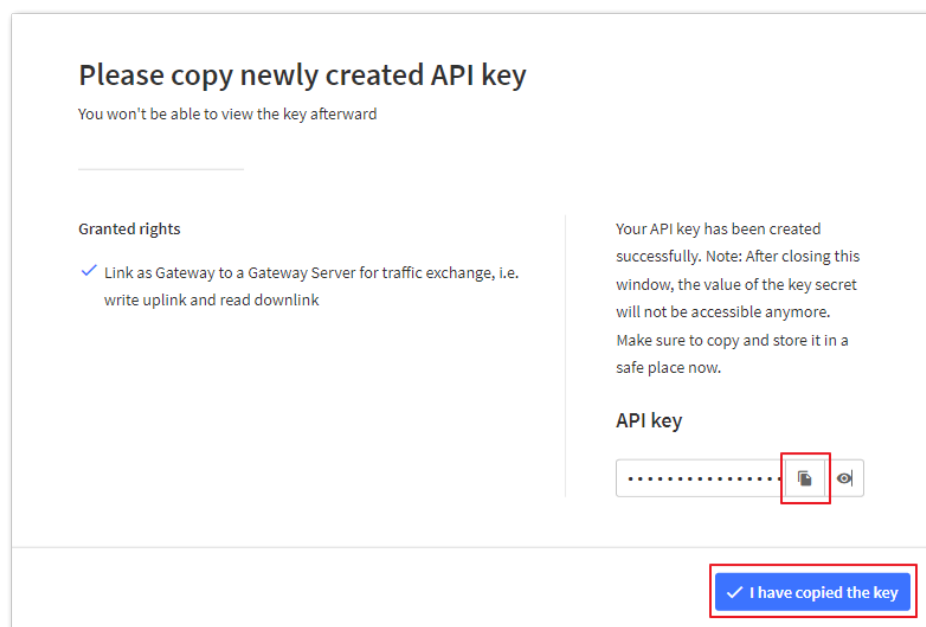 Please copy newly created API key
You won't be able to view the key afterward
Granted rights
Link as Gateway to a Gateway Server for traffic exchange, i.e.
write uplink and read downlink
Your API key has been created
successfully. Note: After closing this
window, the value of the key secret
will not be accessible anymore.
Make sure to copy and store it in a
safe place now.
API key
I have copied the key